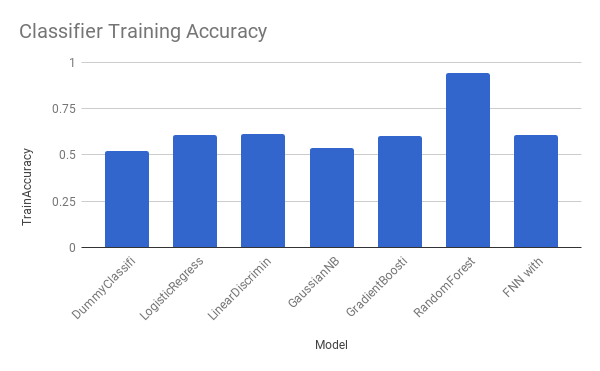 Classifier Training Accuracy
TrainAccuracy
1
0.75
0.5
0.25
0
DummyClassifi
LogisticRegress
LinearDiscrimin
GaussianNB
GradientBoosti
RandomForest
FNN with
Model